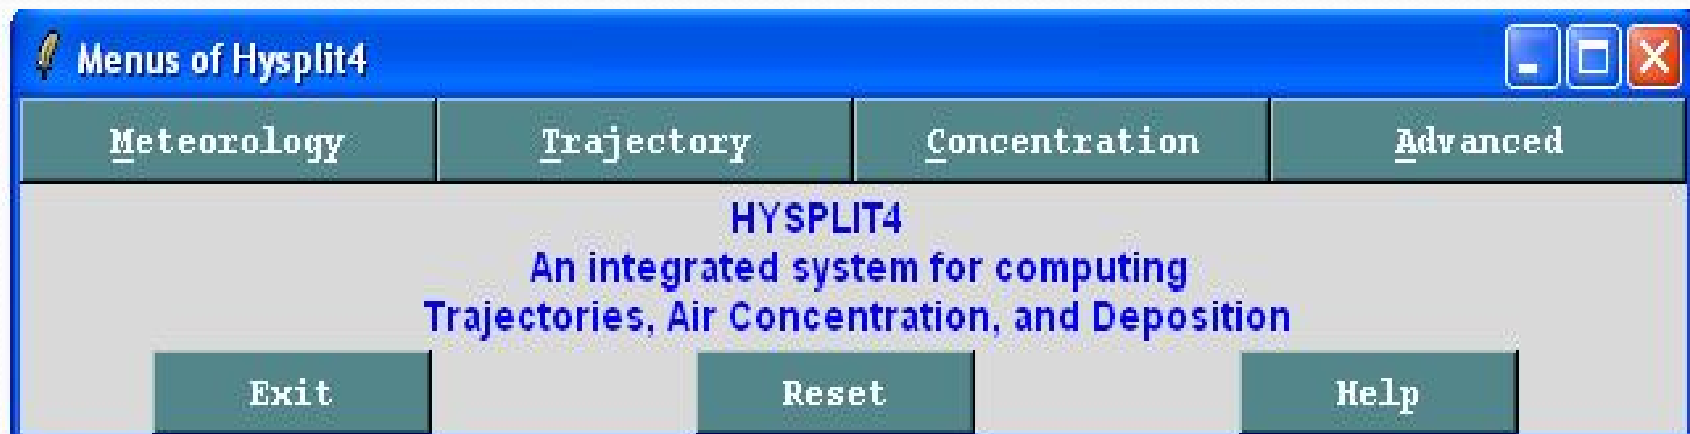 Menus of Hysplit4
Meteorology Trajectory Concentration Advanced
HYSPLIT4
An integrated system for computing
Trajectories, Air Concentration, and Deposition
Exit Reset Help